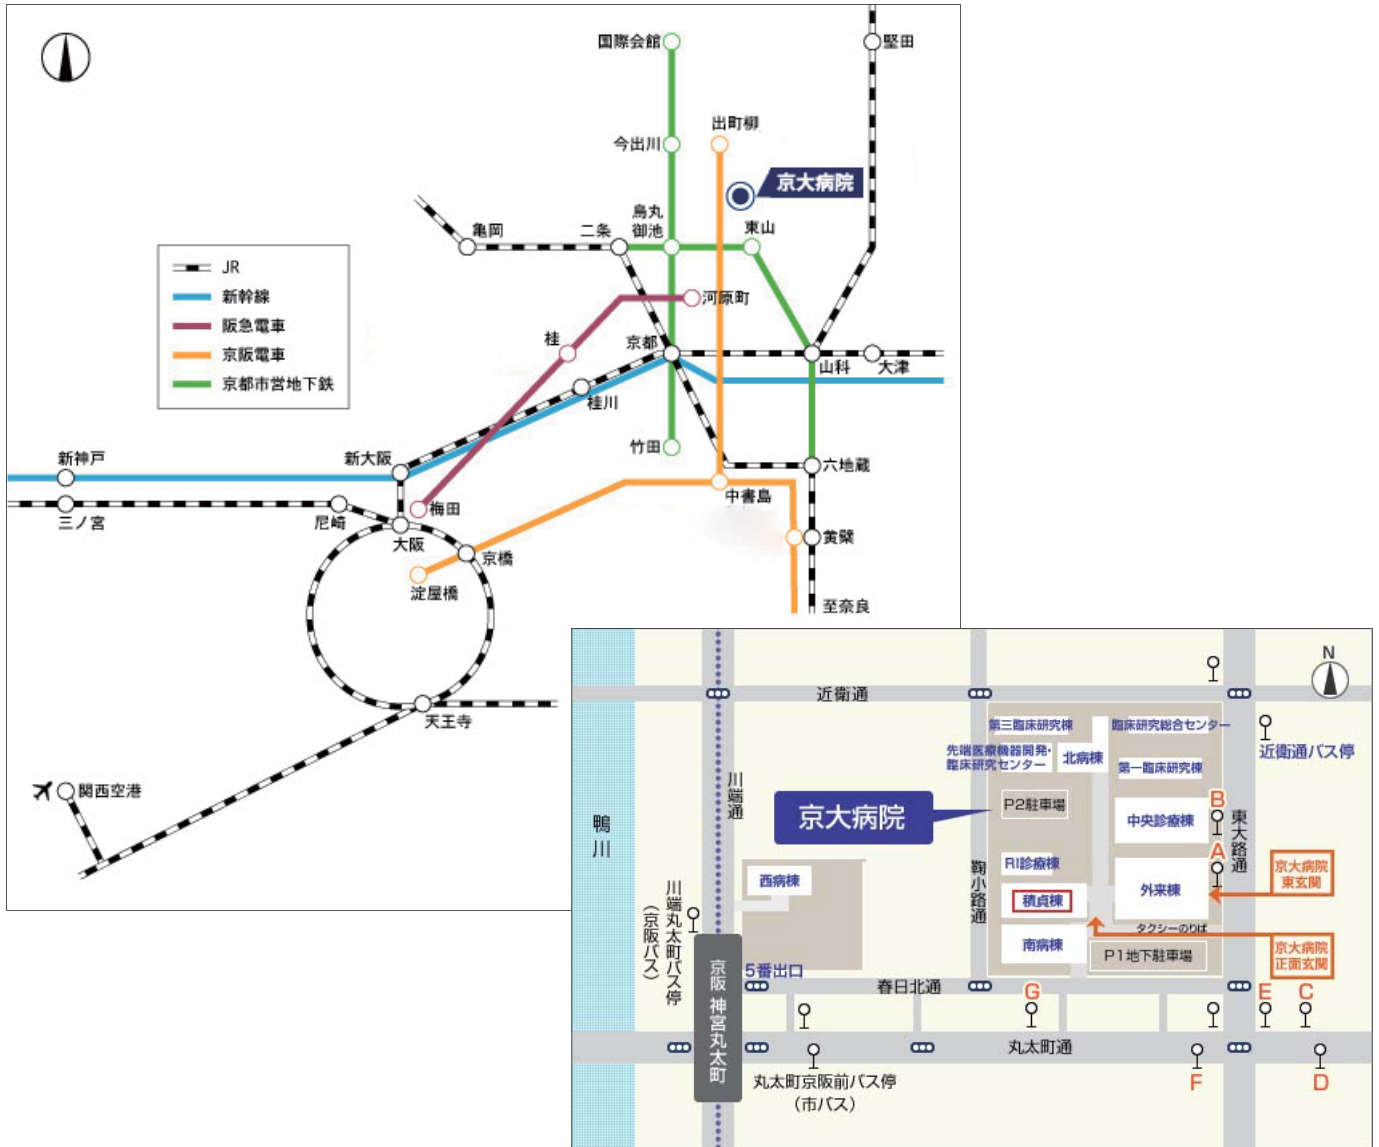 国際会館
堅田
出町柳
今出川
京大病院
烏丸
御池
亀岡
二条
東山
JR
新幹線
阪急電車
京阪電車
京都市営地下鉄
河原町
桂
京都
山科
大津
桂川
竹田
新神戸
新大阪
六地蔵
梅田
中書島
三ノ宮
尼崎
大阪
京橋
黄檗
淀屋橋
至奈良
天王寺
関西空港
N
近衛通
第三臨床研究棟
臨床研究総合センター
先端医療機器開発・
臨床研究センター
北病棟
第一臨床研究棟
近衛通バス停
川端通
P2駐車場
京大病院
鴨川
中央診療棟
B
東大路通
A
RI診療棟
鞠小路通
西病棟
外来棟
京大病院
東玄関
積貞棟
川端丸太町バス停
(京阪バス)
タクシーのりば
南病棟
P1地下駐車場
京大病院
正面玄関
5番出口
京阪 神宮丸太町
春日北通
G
E
C
丸太町通
丸太町京阪前バス停
(市バス)
F
D